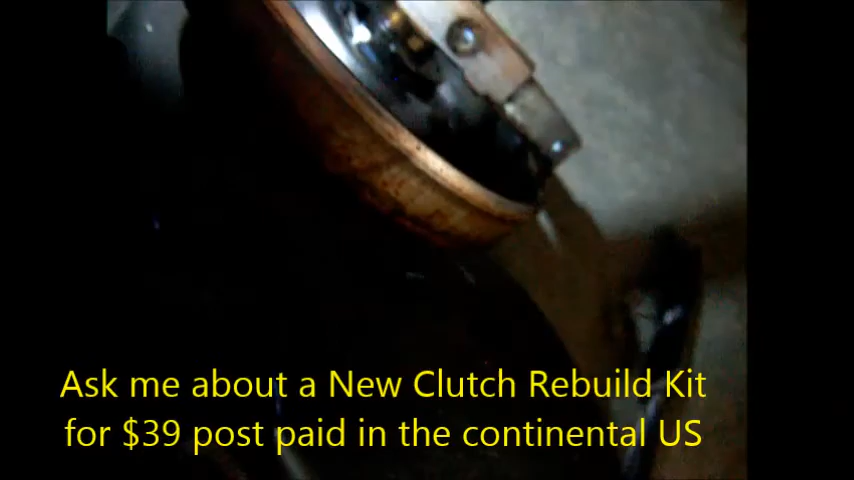 Ask me about a New Clutch Rebuild Kit
for $39 post paid in the continental US